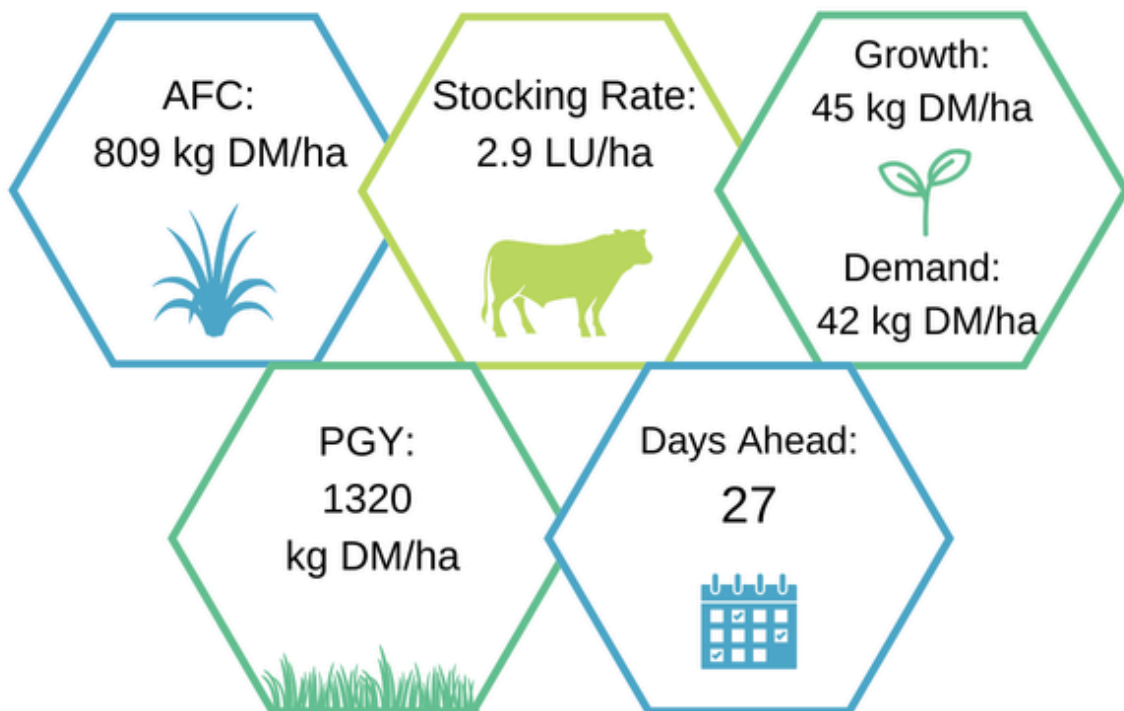 AFC:
809 kg DM/ha
Stocking Rate:
2.9 LU/ha
Growth:
45 kg DM/ha
Demand:
42 kg DM/ha
PGY:
1320
kg DM/ha
Days Ahead:
27